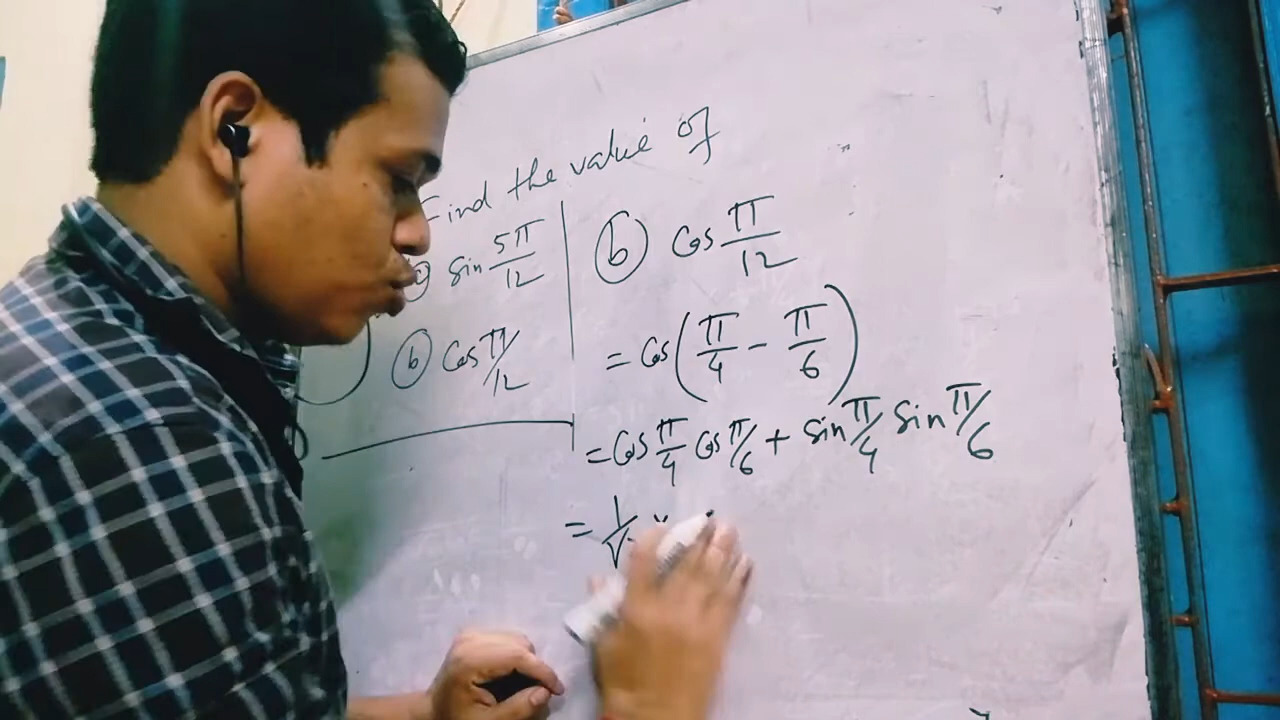 Find the value of
a) sin 5π/12
b) cos π/12
b) cos π/12
= cos(π/4 - π/6)
= cos π/4 cos π/6 + sin π/4 sin π/6
= 1/√